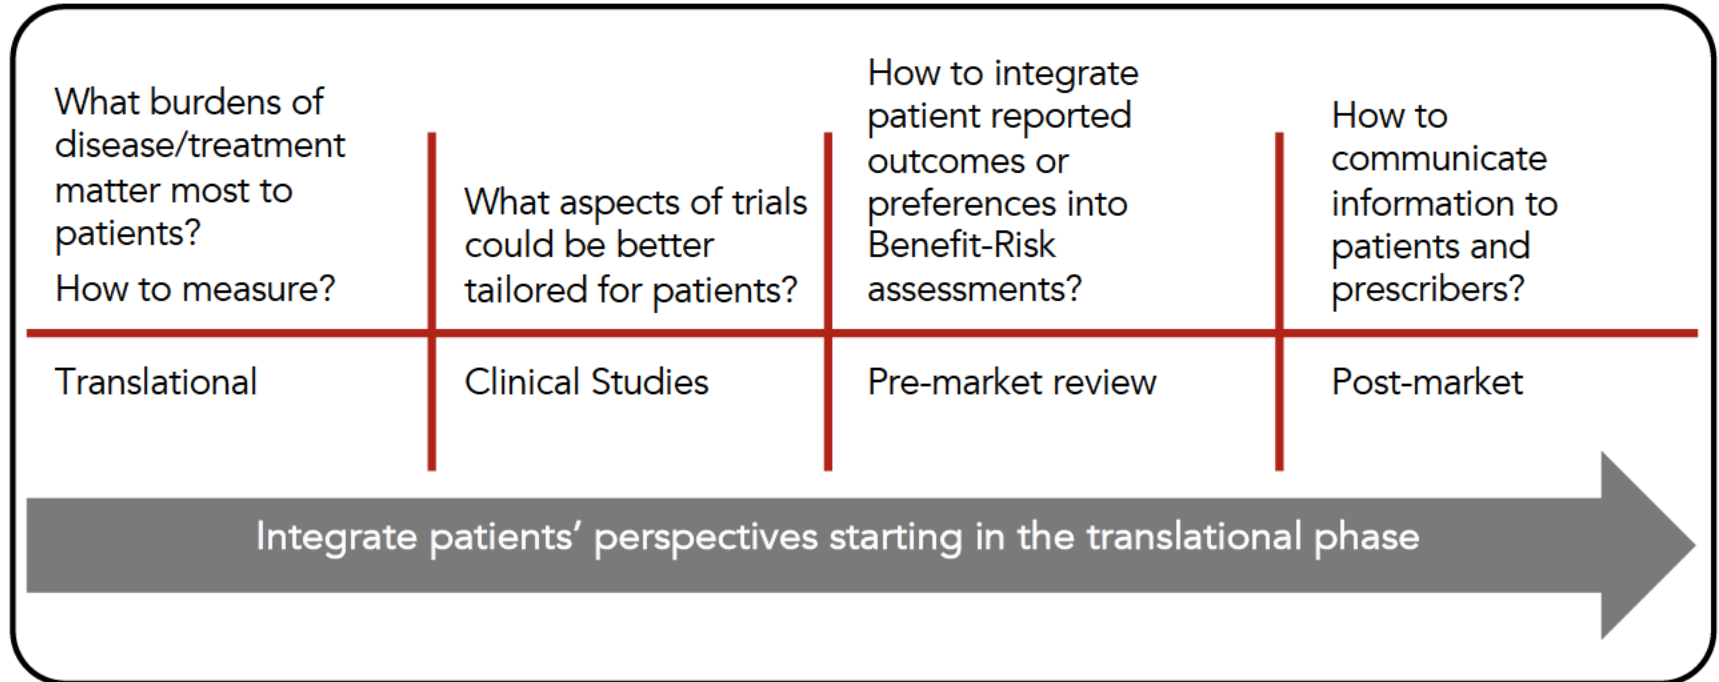 What burdens of
disease/treatment
matter most to
patients?
How to measure?
What aspects of trials
could be better
tailored for patients?
How to integrate
patient reported
outcomes or
preferences into
Benefit-Risk
assessments?
How to
communicate
information to
patients and
prescribers?
Translational
Clinical Studies
Pre-market review
Post-market
Integrate patients’ perspectives starting in the translational phase